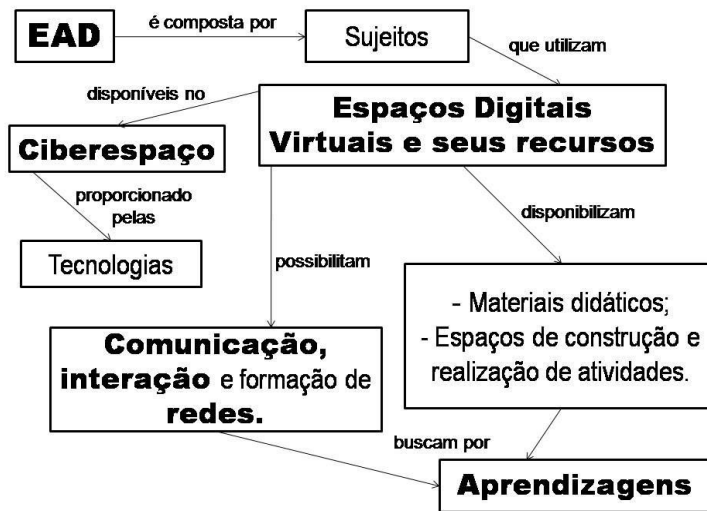 EAD
é composta por
Sujeitos
que utilizam
disponíveis no
Espaços Digitais
Virtuais e seus recursos
Ciberespaço
proporcionado
pelas
disponibilizam
Tecnologias
possibilitam
- Materiais didáticos;
- Espaços de construção e
realização de atividades.
Comunicação,
interação e formação de
redes.
buscam por
Aprendizagens